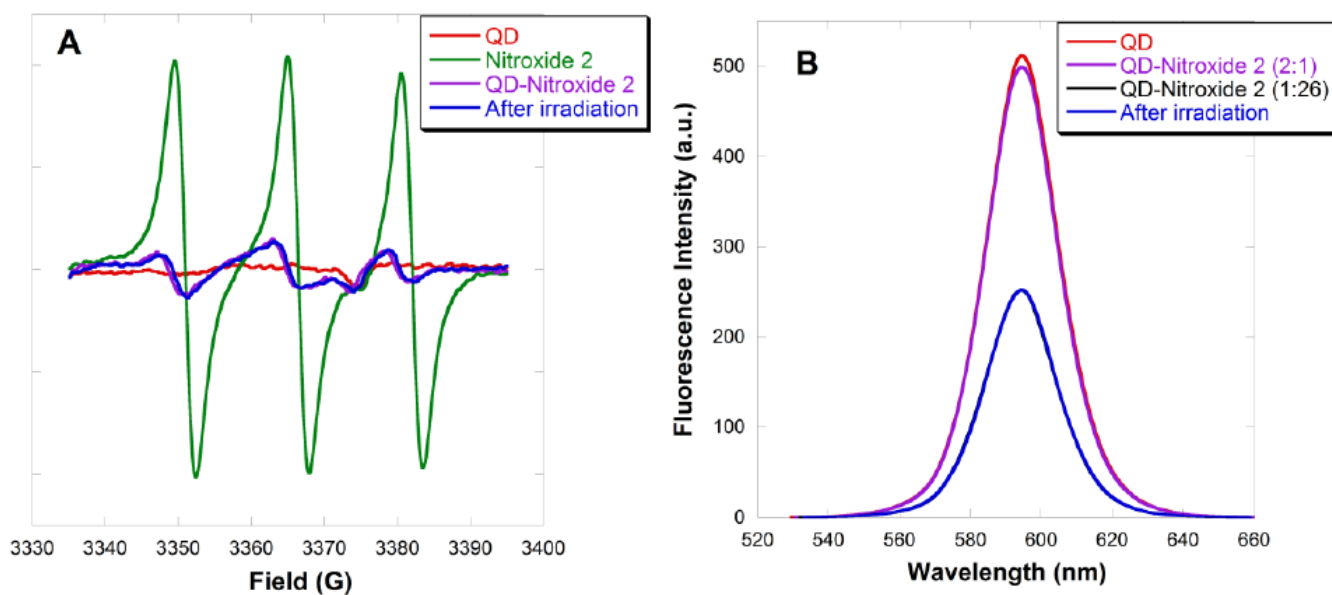 A
QD
Nitroxide 2
QD-Nitroxide 2
After irradiation
3330 3340 3350 3360 3370 3380 3390 3400
Field (G)
B
QD
QD-Nitroxide 2 (2:1)
QD-Nitroxide 2 (1:26)
After irradiation
Fluorescence Intensity (a.u.)
500
400
300
200
100
0
520 540 560 580 600 620 640 660
Wavelength (nm)